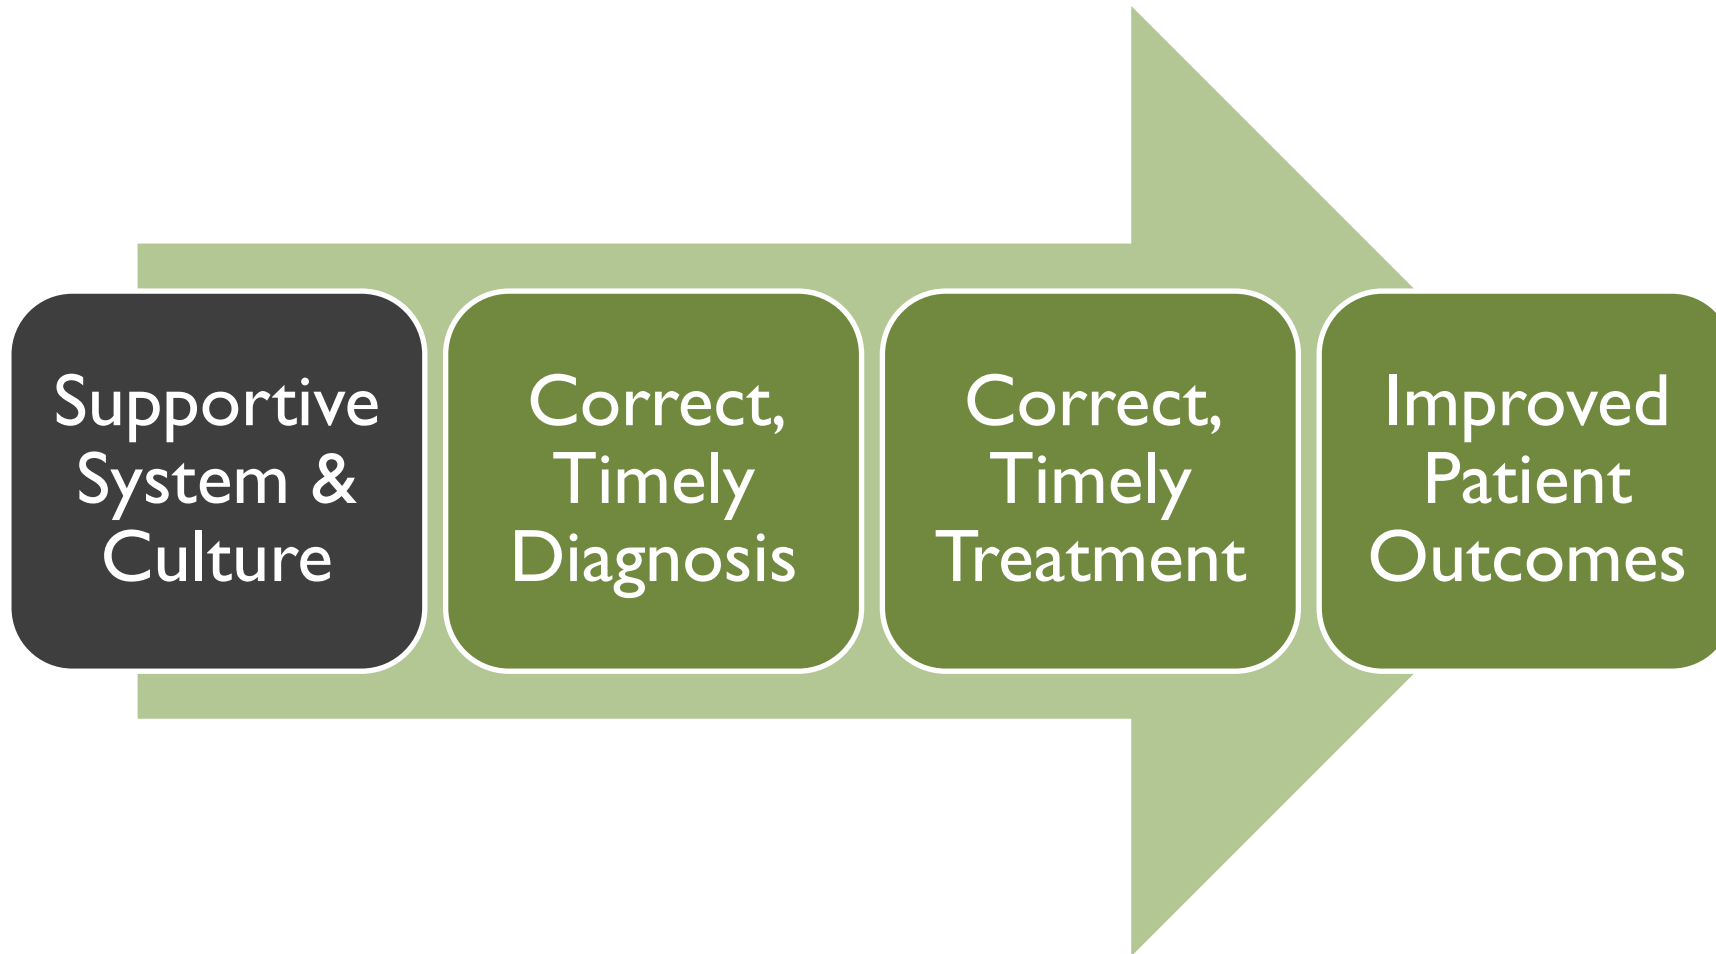 Supportive
System &
Culture
Correct,
Timely
Diagnosis
Correct,
Timely
Treatment
Improved
Patient
Outcomes